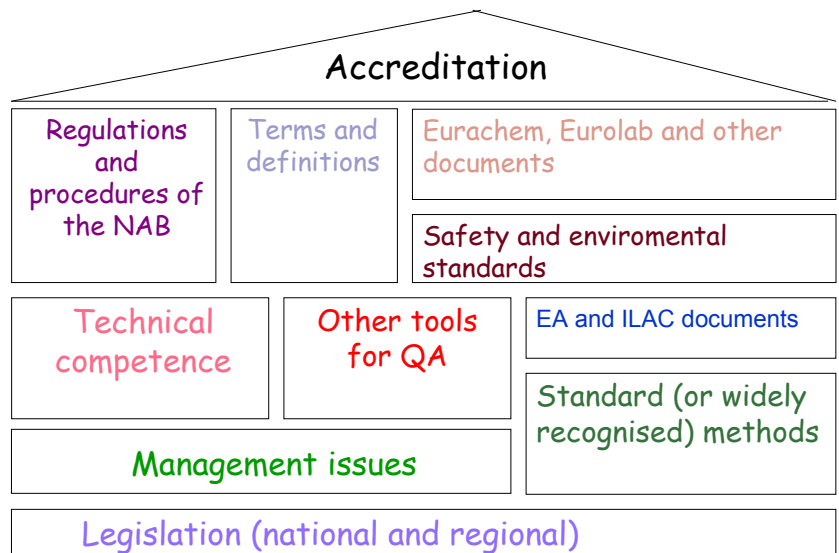 Accreditation
Regulations
and
procedures of
the NAB
Terms and
definitions
Eurachem, Eurolab and other
documents
Safety and enviromental
standards
Technical
competence
Other tools
for QA
EA and ILAC documents
Standard (or widely
recognised) methods
Management issues
Legislation (national and regional)